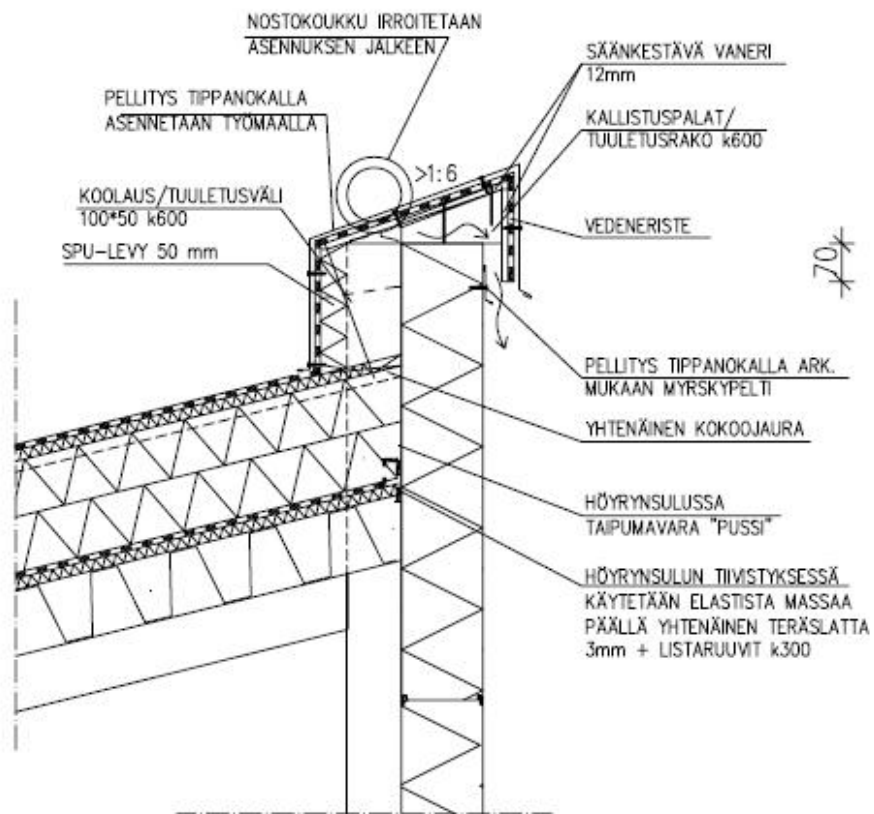 NOSTOKOUKKU IRROITETAAN
ASENNUKSEN JÄLKEEN
PELLITYS TIPPANOKALLA
ASENNETAAN TYÖMAALLA
KOOLAUS/TUULETUSVÄLI
100*50 k600
SPU-LEVY 50 mm
>1:6
SÄÄNKESTÄVÄ VANERI
12mm
KALLISTUSPALAT/
TUULETUSRAKO k600
VEDENERISTE
70
PELLITYS TIPPANOKALLA ARK.
MUKAAN MYRSKYPELTI
YHTENÄINEN KOKOOJAURA
HÖYRYNSULUSSA
TAIPUMAVARA "PUSSI"
HÖYRYNSULUN TIIVISTYKSESSÄ
KÄYTETÄÄN ELASTISTA MASSAA
PÄÄLLÄ YHTENÄINEN TERÄSLATTA
3mm + LISTARUUVIT k300